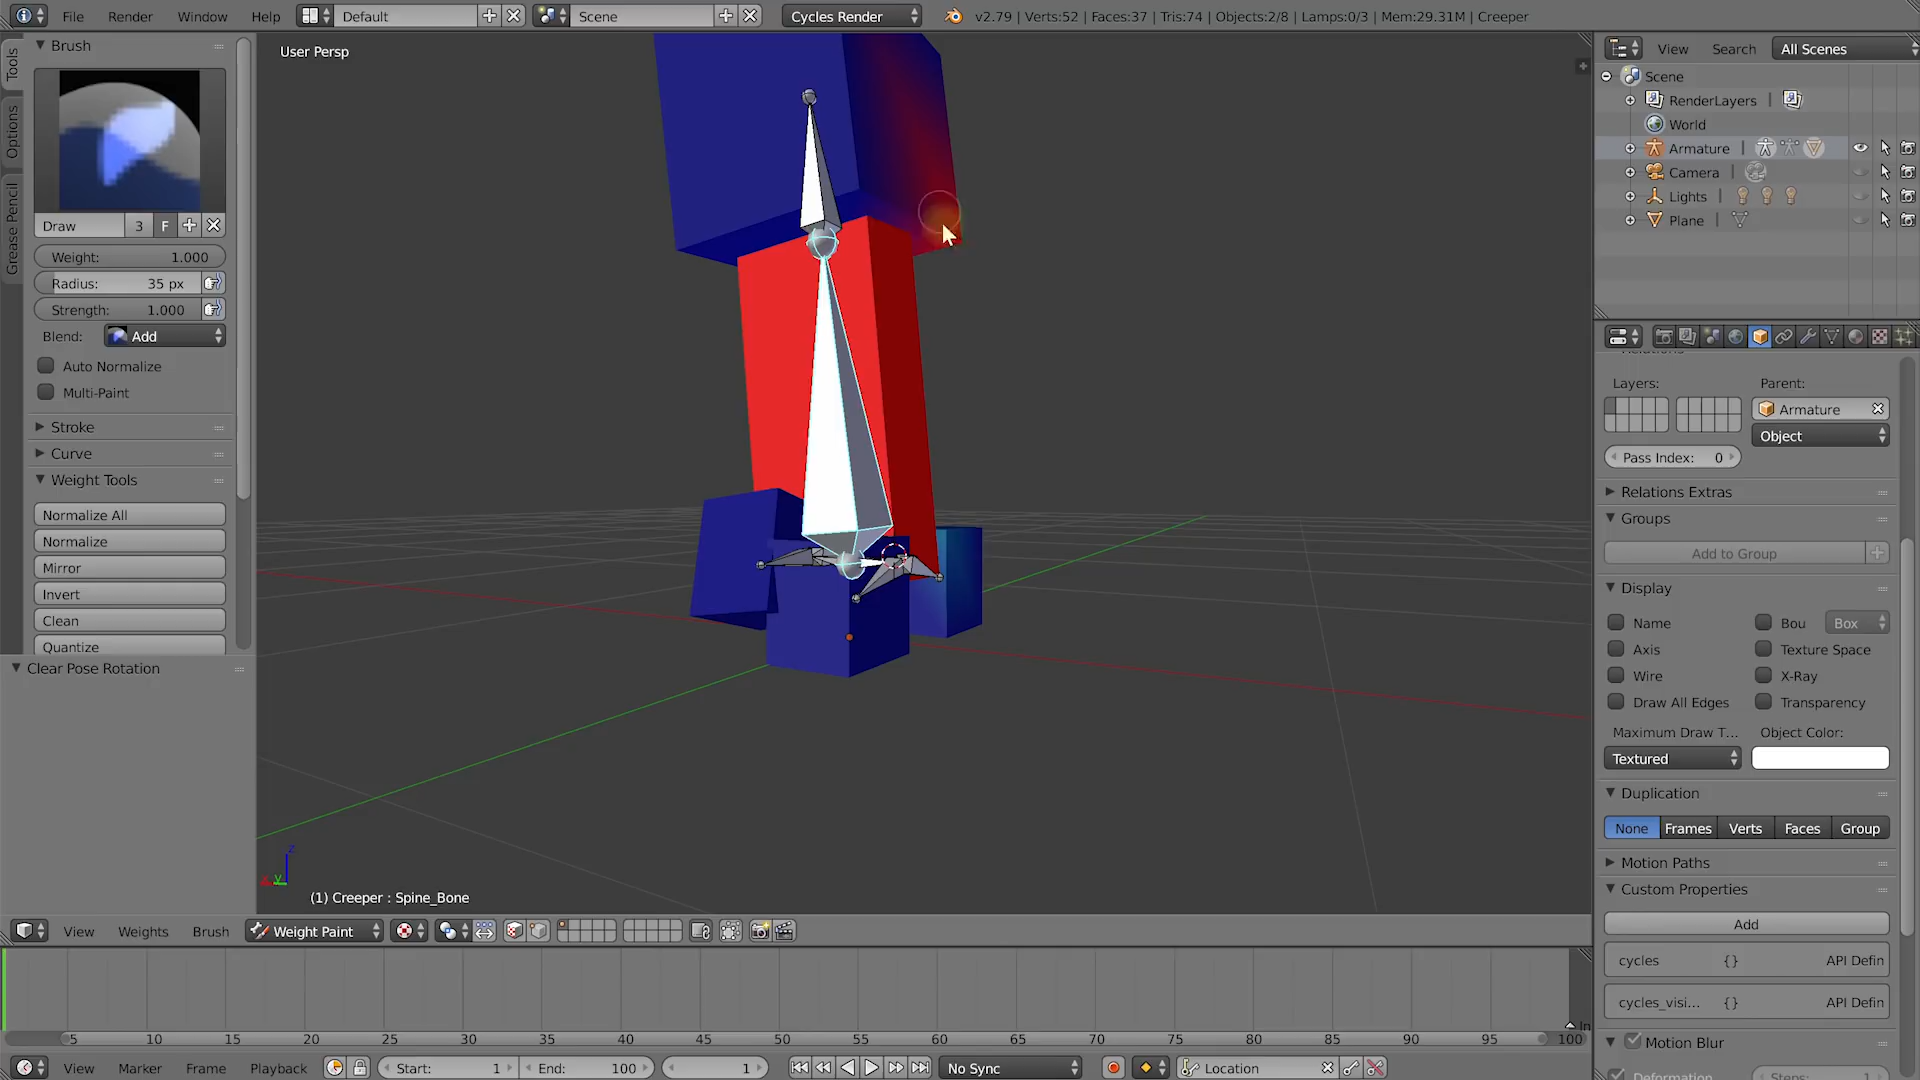 File Render Window Help Default Scene Cycles Render v2.79 | Verts:52 | Faces:37 | Tris:74 | Objects:2/8 | Lamps:0/3 | Mem:29.31M | Creeper
Tools
Options
Grease Pencil
Brush
Draw 3 F
Weight: 1.000
Radius: 35 px
Strength: 1.000
Blend: Add
Auto Normalize
Multi-Paint
Stroke
Curve
Weight Tools
Normalize All
Normalize
Mirror
Invert
Clean
Quantize
Clear Pose Rotation
User Persp
z
y
(1) Creeper : Spine_Bone
View Weights Brush Weight Paint
View Search All Scenes
Scene
RenderLayers |
World
Armature |
Camera |
Lights |
Plane |
Layers: Parent:
Armature
Object
Pass Index: 0
Relations Extras
Groups
Add to Group
Display
Name Bou Box
Axis Texture Space
Wire X-Ray
Draw All Edges Transparency
Maximum Draw T... Object Color:
Textured
Duplication
None Frames Verts Faces Group
Motion Paths
Custom Properties
Add
cycles {} API Defin
cycles_visi... {} API Defin
Motion Blur
5 10 15 20 25 30 35 40 45 50 55 60 65 70 75 80 85 90 95 100
View Marker Frame Playback Start: 1 End: 100 1 No Sync Location